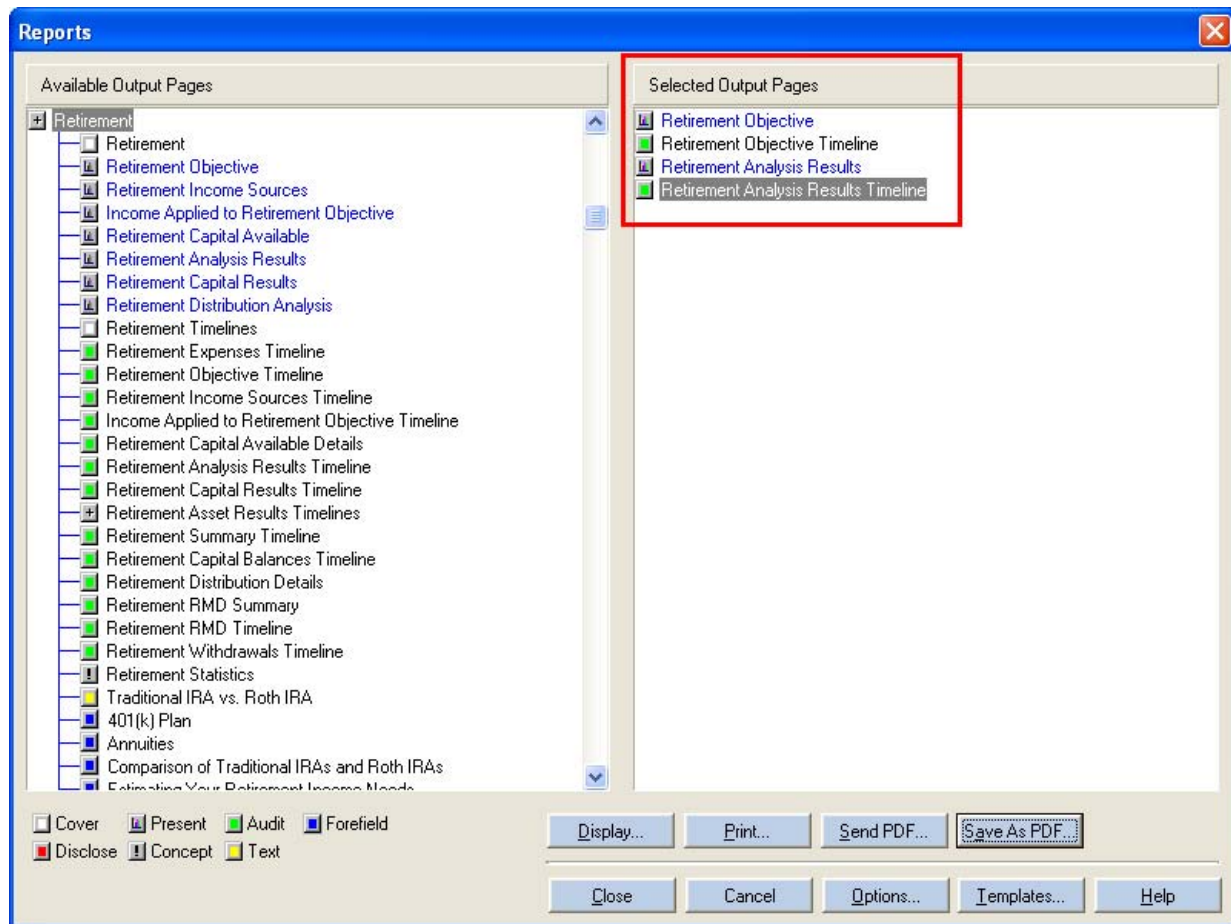 Reports
Available Output Pages
Retirement
Retirement
Retirement Objective
Retirement Income Sources
Income Applied to Retirement Objective
Retirement Capital Available
Retirement Analysis Results
Retirement Capital Results
Retirement Distribution Analysis
Retirement Timelines
Retirement Expenses Timeline
Retirement Objective Timeline
Retirement Income Sources Timeline
Income Applied to Retirement Objective Timeline
Retirement Capital Available Details
Retirement Analysis Results Timeline
Retirement Capital Results Timeline
Retirement Asset Results Timelines
Retirement Summary Timeline
Retirement Capital Balances Timeline
Retirement Distribution Details
Retirement RMD Summary
Retirement RMD Timeline
Retirement Withdrawals Timeline
Retirement Statistics
Traditional IRA vs. Roth IRA
401(k) Plan
Annuities
Comparison of Traditional IRAs and Roth IRAs
Estimating Your Retirement Income Needs
Selected Output Pages
Retirement Objective
Retirement Objective Timeline
Retirement Analysis Results
Retirement Analysis Results Timeline
Cover Present Audit Forefield
Disclose Concept Text
Display... Print... Send PDF... Save As PDF...
Close Cancel Options... Templates... Help